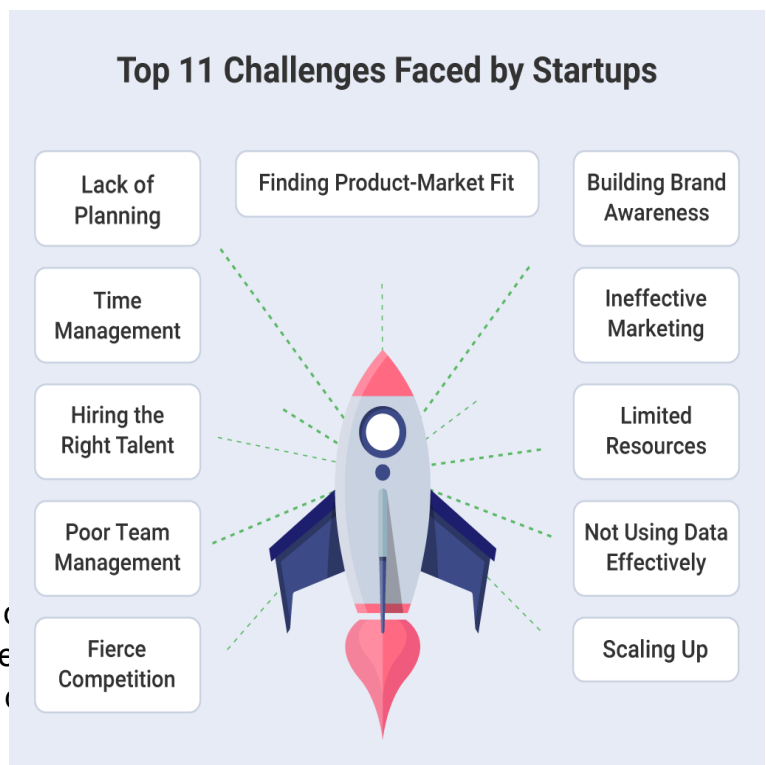 Top 11 Challenges Faced by Startups
Lack of
Planning
Finding Product-Market Fit
Building Brand
Awareness
Time
Management
Ineffective
Marketing
Hiring the
Right Talent
Limited
Resources
Poor Team
Management
Not Using Data
Effectively
Fierce
Competition
Scaling Up